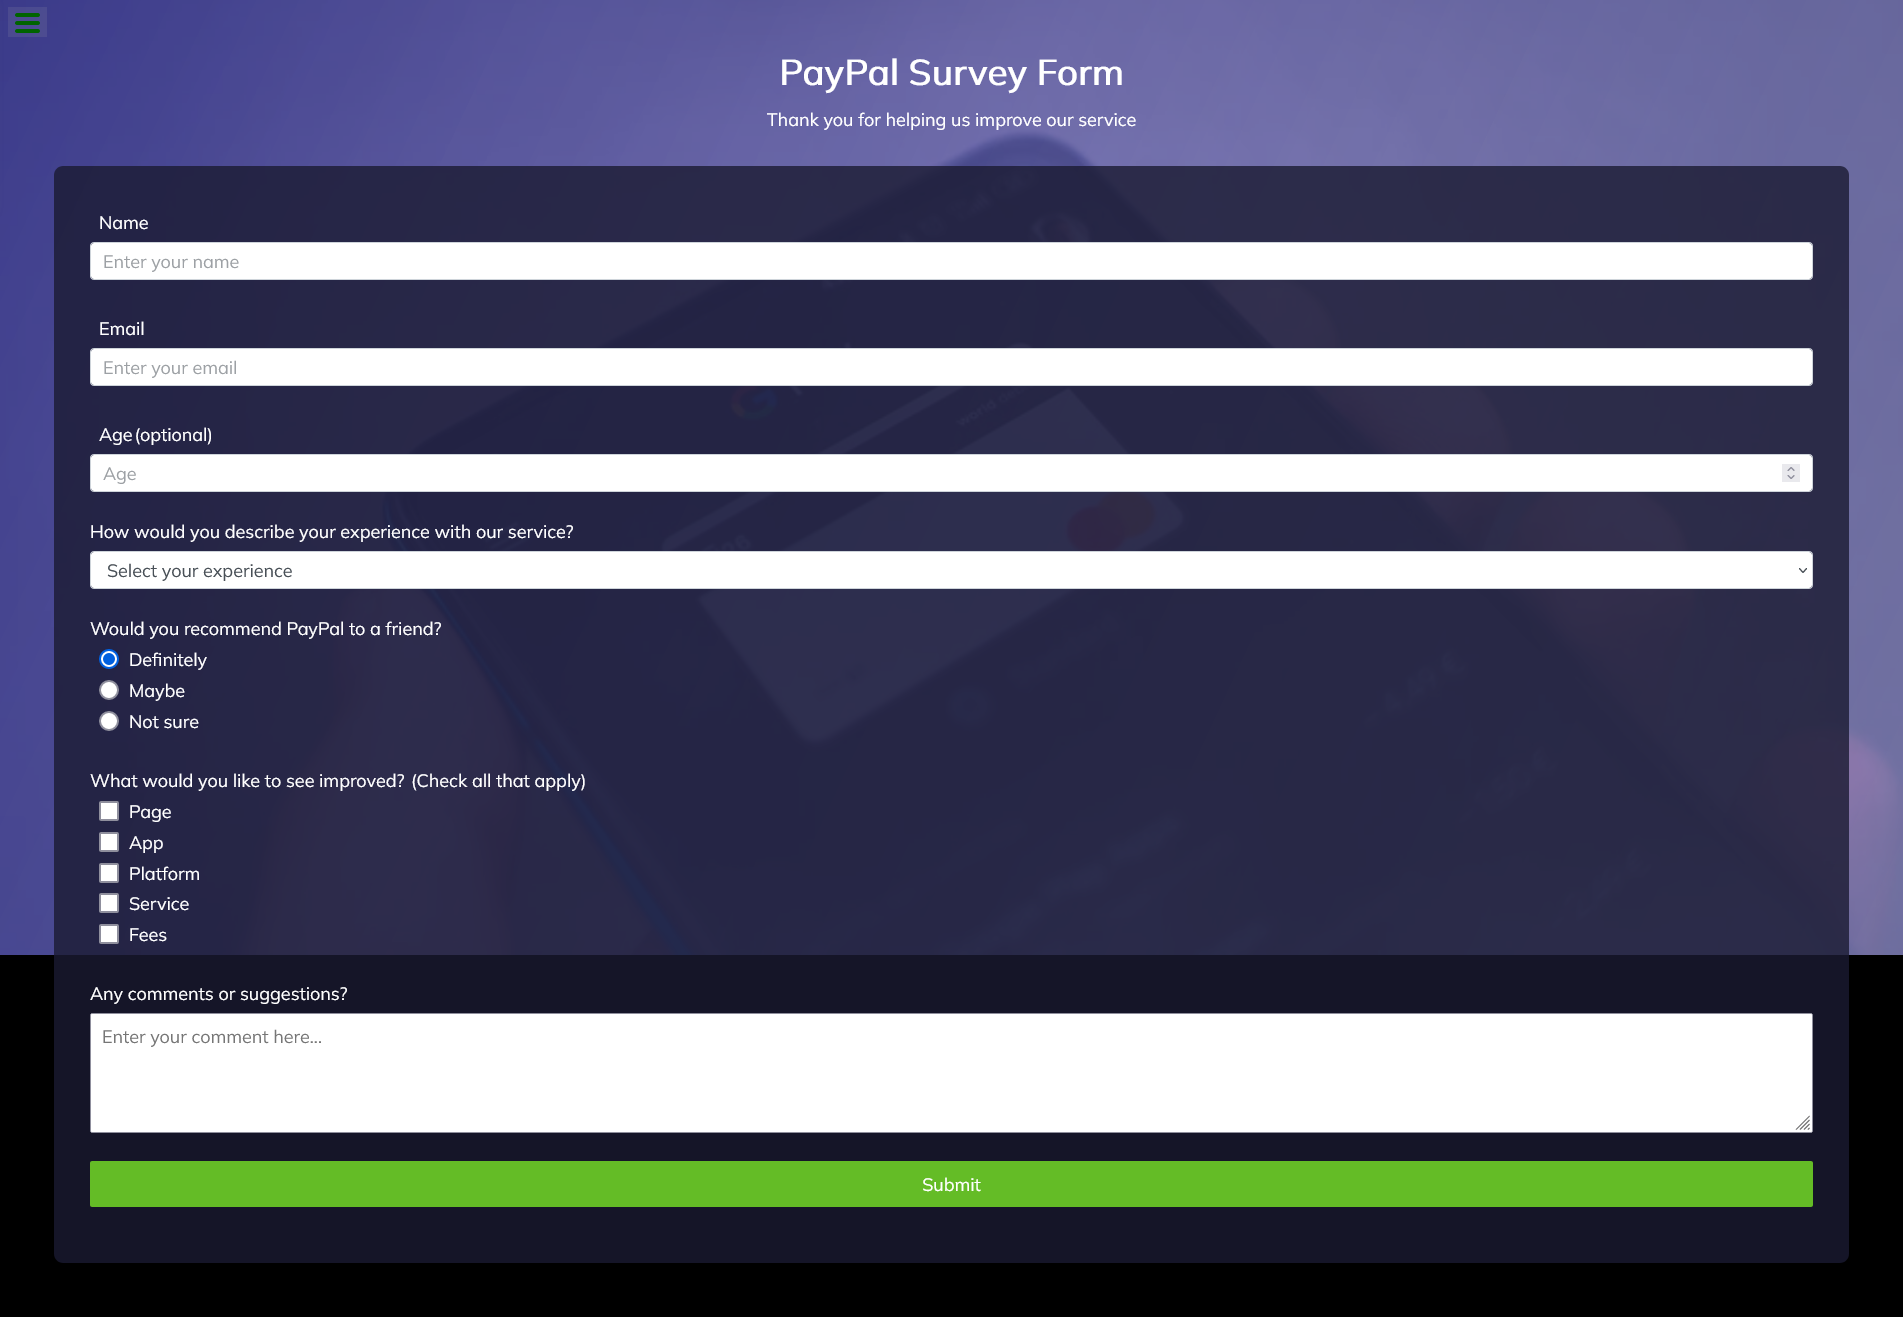 PayPal Survey Form
Thank you for helping us improve our service
Name
Enter your name
Email
Enter your email
Age (optional)
Age
How would you describe your experience with our service?
Select your experience
Would you recommend PayPal to a friend?
Definitely
Maybe
Not sure
What would you like to see improved? (Check all that apply)
Page
App
Platform
Service
Fees
Any comments or suggestions?
Enter your comment here...
Submit